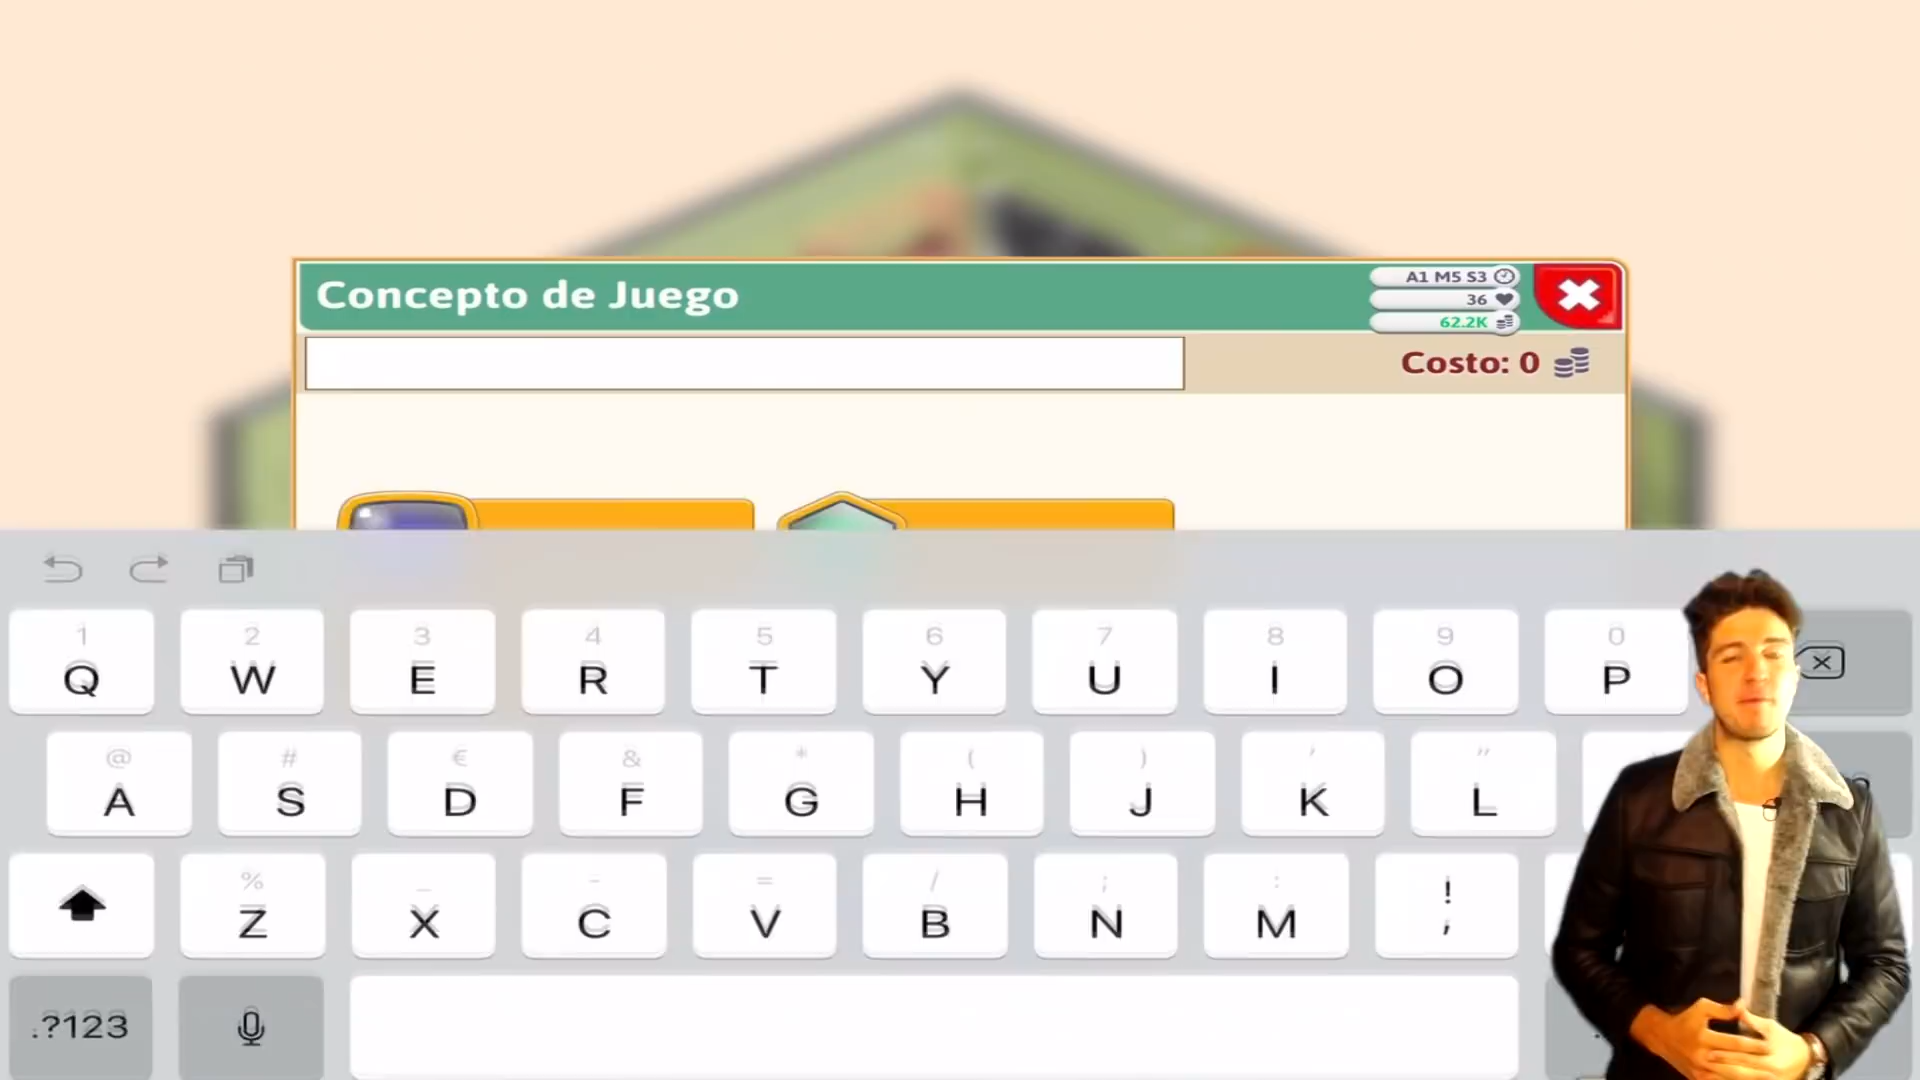 Concepto de Juego
A1 M5 S3
36
62.2K
Costo: 0
1 2 3 4 5 6 7 8 9 0
Q W E R T Y U I O P
@ # € & * ( ) ' "
A S D F G H J K L
% _ - = / ; : !
Z X C V B N M ,
.?123